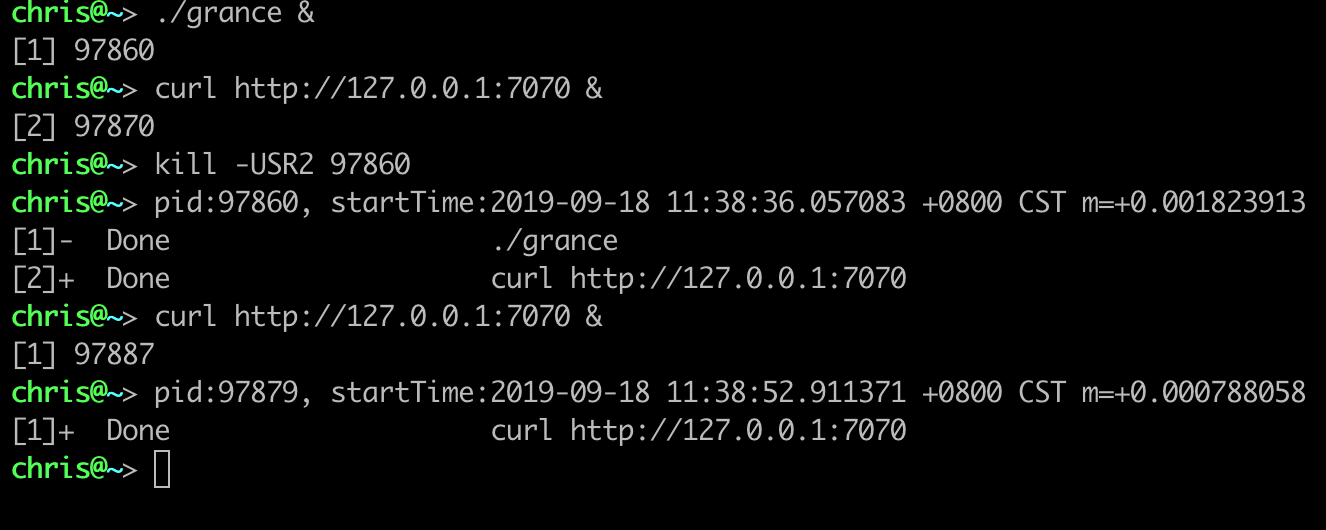 chris@~> ./grance &
[1] 97860
chris@~> curl http://127.0.0.1:7070 &
[2] 97870
chris@~> kill -USR2 97860
chris@~> pid:97860, startTime:2019-09-18 11:38:36.057083 +0800 CST m=+0.001823913
[1]-  Done                    ./grance
[2]+  Done                    curl http://127.0.0.1:7070
chris@~> curl http://127.0.0.1:7070 &
[1] 97887
chris@~> pid:97879, startTime:2019-09-18 11:38:52.911371 +0800 CST m=+0.000788058
[1]+  Done                    curl http://127.0.0.1:7070
chris@~>